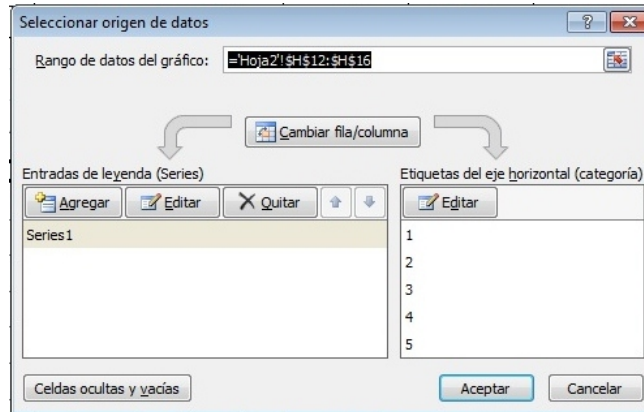 Seleccionar origen de datos
Rango de datos del gráfico: ='Hoja2'!$H$12:$H$16
Cambiar fila/columna
Entradas de leyenda (Series)
Etiquetas del eje horizontal (categoría)
Agregar Editar Quitar
Editar
Series1
1
2
3
4
5
Celdas ocultas y vacías
Aceptar Cancelar